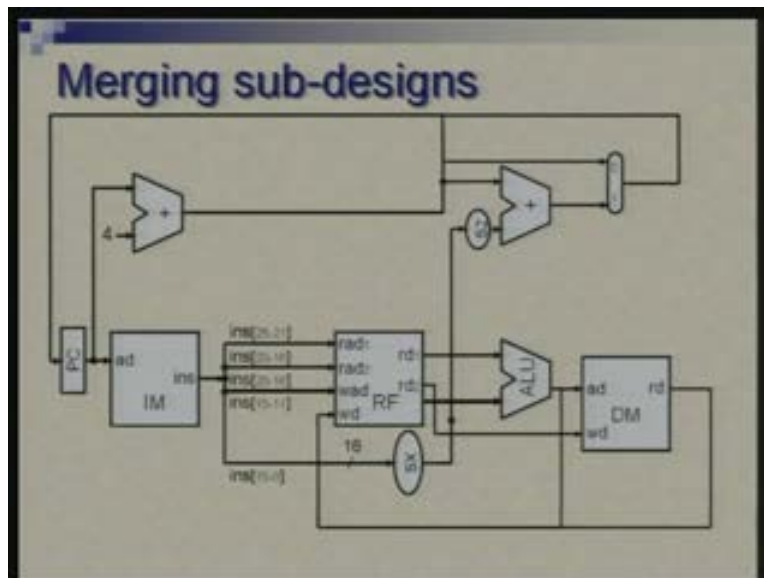 Merging sub-designs
+
+
4
s2
PC
ad
ins
IM
ins[25-21]
ins[20-16]
ins[20-16]
ins[15-11]
ins[15-0]
16
sx
rad1
rad2
wad
wd
rd1
rd2
RF
ALU
ad
rd
wd
DM